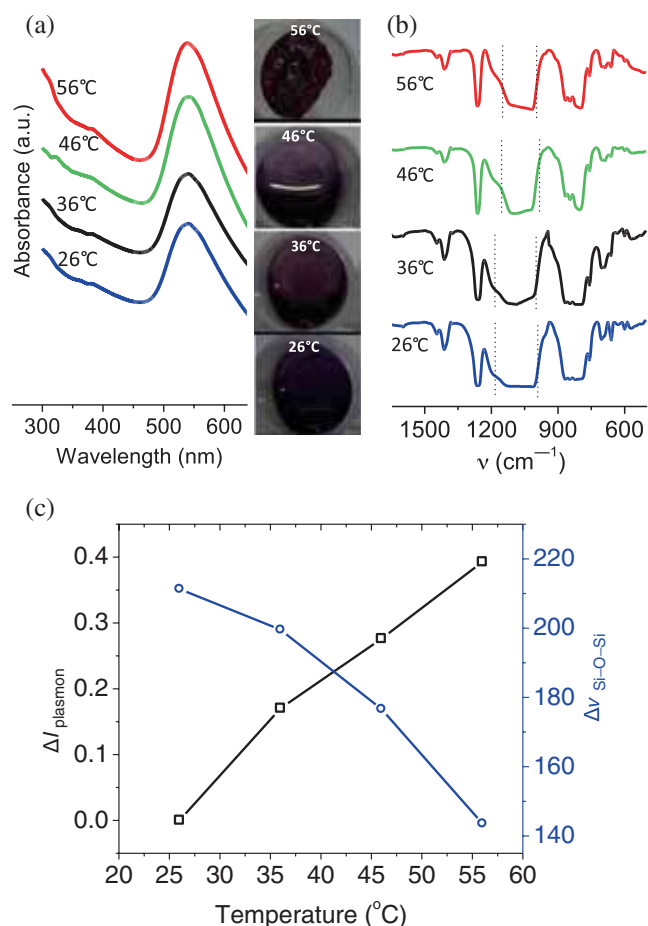 (a)
56°C
46°C
36°C
26°C
Absorbance (a.u.)
300 400 500 600
Wavelength (nm)
56°C
46°C
36°C
26°C
(b)
56°C
46°C
36°C
26°C
1500 1200 900 600
ν (cm⁻¹)
(c)
0.4
0.3
0.2
0.1
0.0
ΔI plasmon
220
200
180
160
140
Δν Si–O–Si
20 25 30 35 40 45 50 55 60
Temperature (°C)